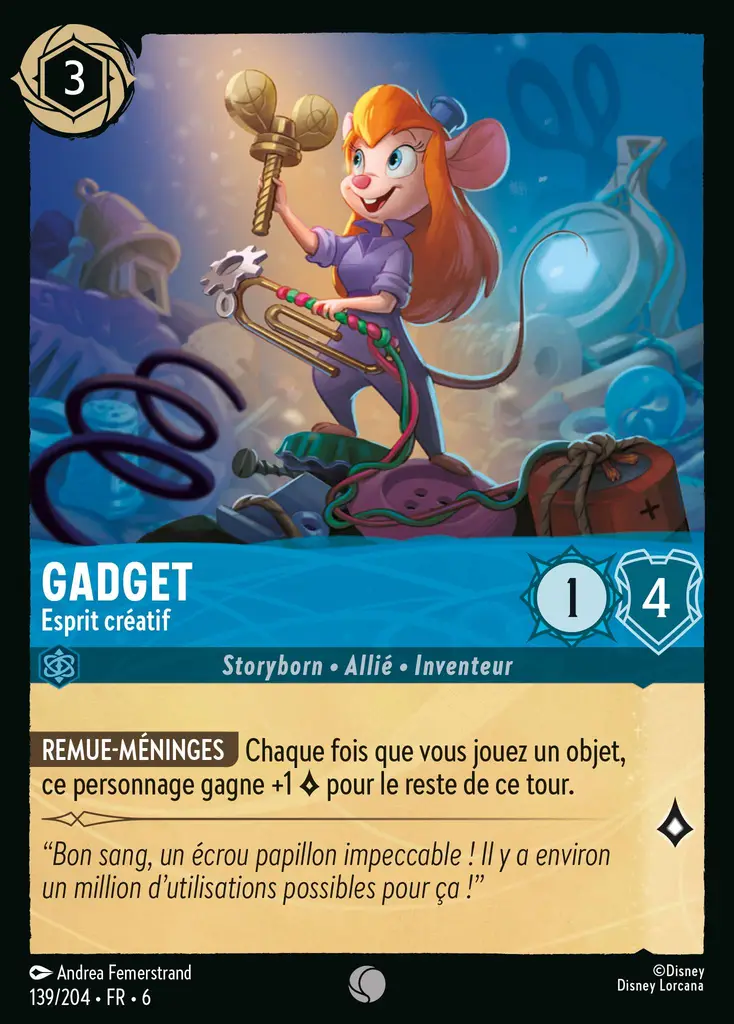 3
GADGET
Esprit créatif
1
4
Storyborn • Allié • Inventeur
REMUE-MÉNINGES Chaque fois que vous jouez un objet,
ce personnage gagne +1 pour le reste de ce tour.
“Bon sang, un écrou papillon impeccable ! Il y a environ
un million d’utilisations possibles pour ça !”
Andrea Femerstrand
139/204 • FR • 6
©Disney
Disney Lorcana